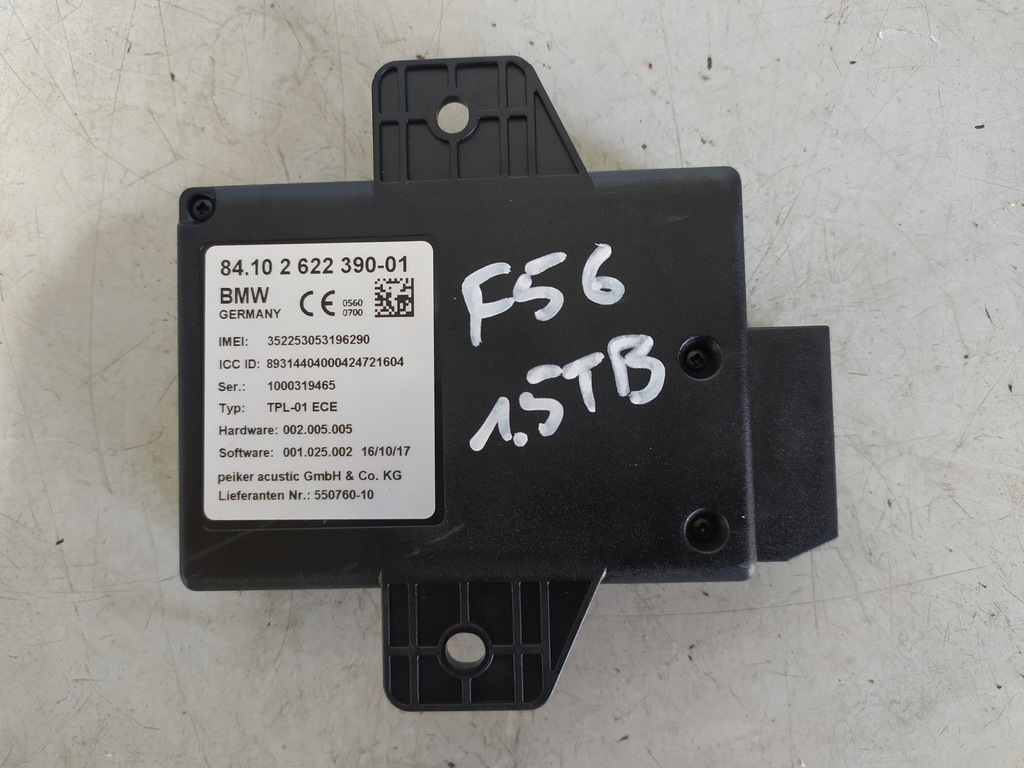 84.10 2 622 390-01
BMW
GERMANY
CE 0560
0700
IMEI: 352253053196290
ICC ID: 89314404000424721604
Ser.: 1000319465
Typ: TPL-01 ECE
Hardware: 002.005.005
Software: 001.025.002 16/10/17
peiker acustic GmbH & Co. KG
Lieferanten Nr.: 550760-10
F56
1.5TB